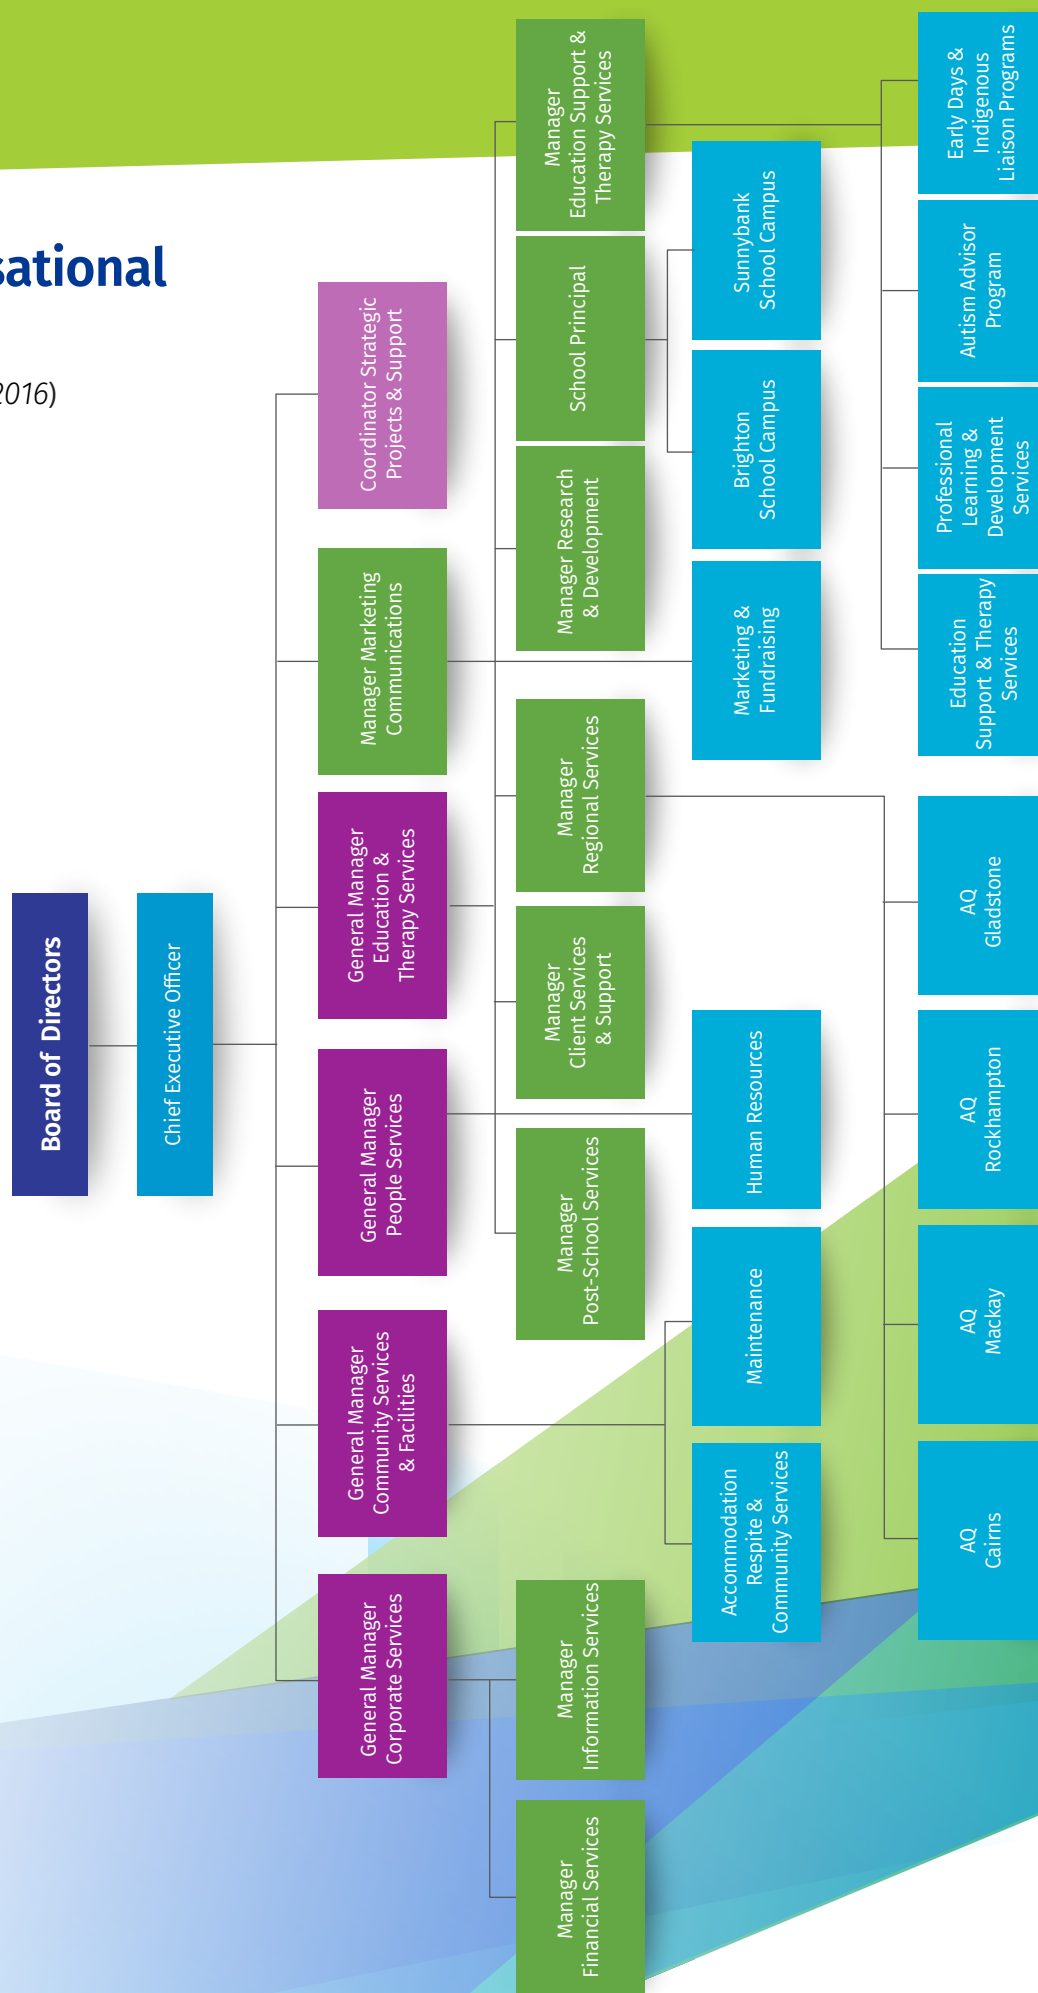 sational
2016)
Board of Directors
Chief Executive Officer
General Manager
Corporate Services
General Manager
Community Services
& Facilities
General Manager
People Services
General Manager
Education &
Therapy Services
Manager Marketing
Communications
Coordinator Strategic
Projects & Support
Manager
Financial Services
Manager
Information Services
Manager
Post-School Services
Manager
Client Services
& Support
Manager
Regional Services
Manager Research
& Development
School Principal
Manager
Education Support &
Therapy Services
Accommodation
Respite &
Community Services
Maintenance
Human Resources
Marketing &
Fundraising
Brighton
School Campus
Sunnybank
School Campus
AQ
Cairns
AQ
Mackay
AQ
Rockhampton
AQ
Gladstone
Education
Support & Therapy
Services
Professional
Learning &
Development
Services
Autism Advisor
Program
Early Days &
Indigenous
Liaison Programs